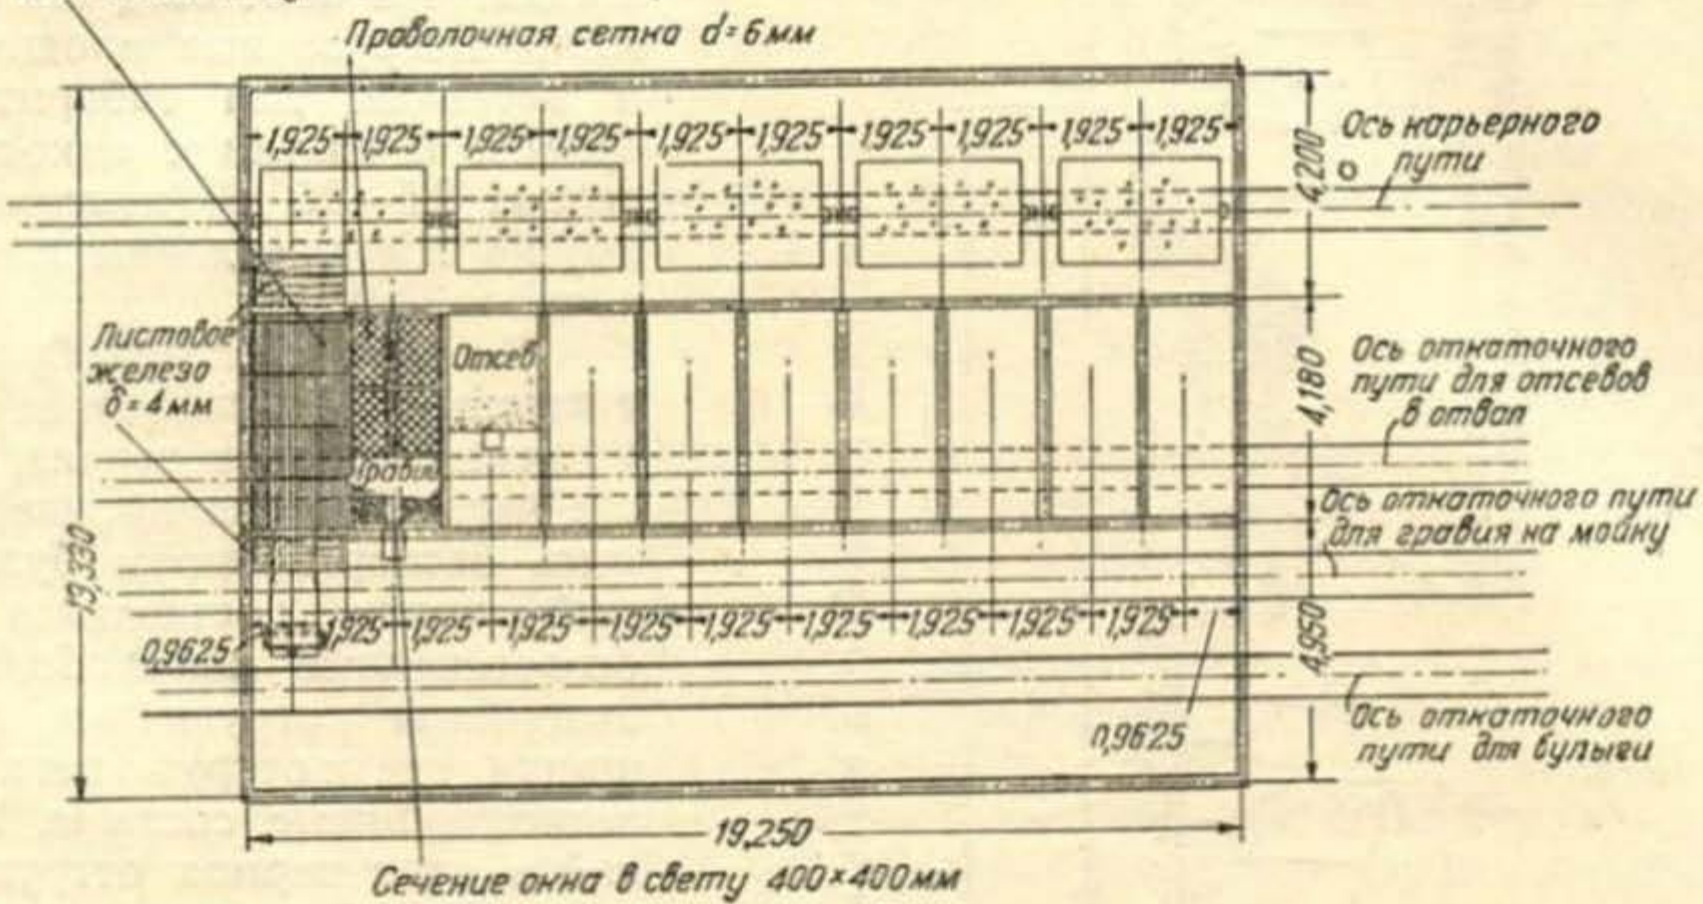 Проволочная сетка d=6мм
1,925 1,925 1,925 1,925 1,925 1,925 1,925 1,925 1,925 1,925
4,200
Ось карьерного
пути
Листовое
железо
δ=4мм
Отсев
Гравий
4,180
Ось откаточного
пути для отсевов
в отвал
Ось откаточного пути
для гравия на мойку
13,330
0,9625
1,925 1,925 1,925 1,925 1,925 1,925 1,925 1,925 1,925
4,950
0,9625
Ось откаточного
пути для булыги
19,250
Сечение окна в свету 400×400мм